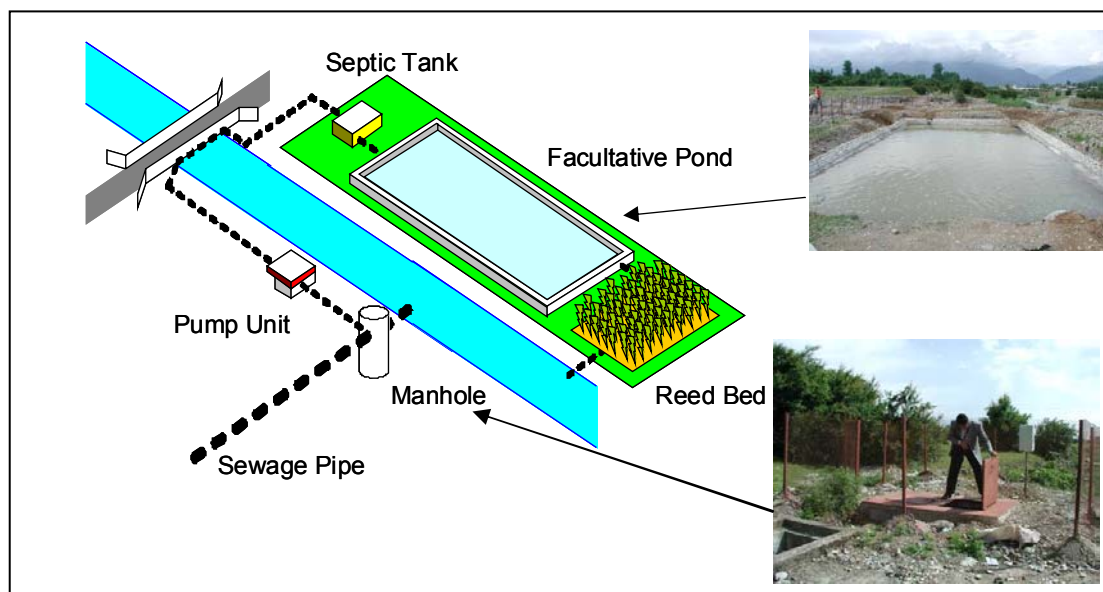 Septic Tank
Facultative Pond
Pump Unit
Manhole
Reed Bed
Sewage Pipe